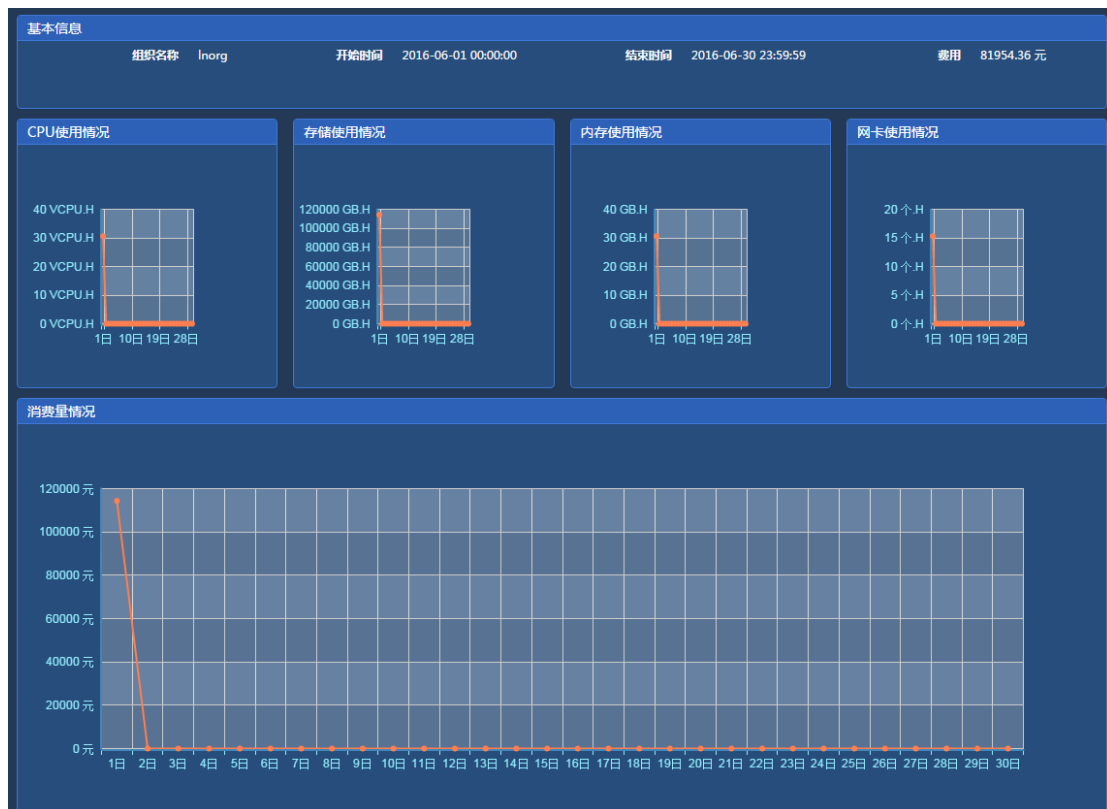 基本信息
组织名称 lnorg 开始时间 2016-06-01 00:00:00 结束时间 2016-06-30 23:59:59 费用 81954.36 元
CPU使用情况 存储使用情况 内存使用情况 网卡使用情况
40 VCPU.H
30 VCPU.H
20 VCPU.H
10 VCPU.H
0 VCPU.H
1日 10日 19日 28日
120000 GB.H
100000 GB.H
80000 GB.H
60000 GB.H
40000 GB.H
20000 GB.H
0 GB.H
1日 10日 19日 28日
40 GB.H
30 GB.H
20 GB.H
10 GB.H
0 GB.H
1日 10日 19日 28日
20 个.H
15 个.H
10 个.H
5 个.H
0 个.H
1日 10日 19日 28日
消费量情况
120000 元
100000 元
80000 元
60000 元
40000 元
20000 元
0 元
1日 2日 3日 4日 5日 6日 7日 8日 9日 10日 11日 12日 13日 14日 15日 16日 17日 18日 19日 20日 21日 22日 23日 24日 25日 26日 27日 28日 29日 30日